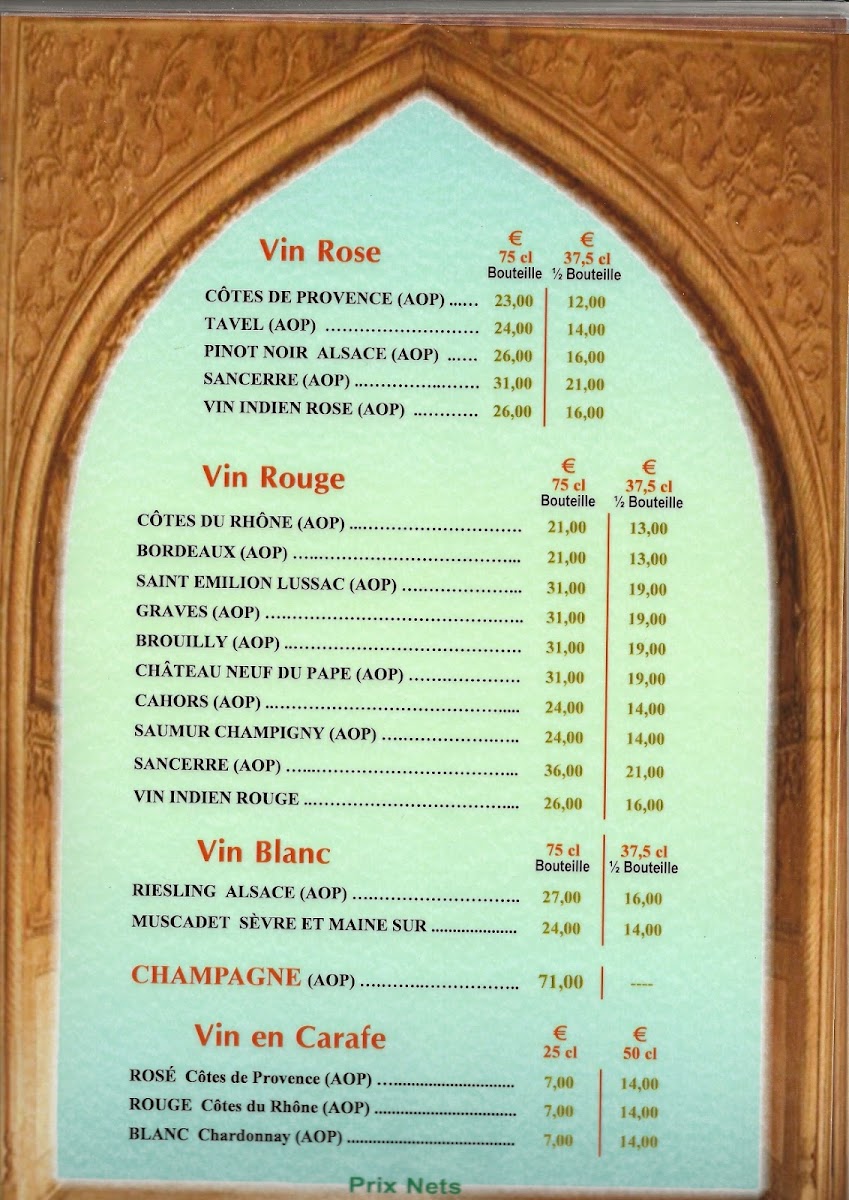 Vin Rose € €
75 cl 37,5 cl
Bouteille ½ Bouteille
CÔTES DE PROVENCE (AOP) ...... 23,00 12,00
TAVEL (AOP) ........................... 24,00 14,00
PINOT NOIR ALSACE (AOP) ...... 26,00 16,00
SANCERRE (AOP) ...................... 31,00 21,00
VIN INDIEN ROSE (AOP) ........... 26,00 16,00
Vin Rouge € €
75 cl 37,5 cl
Bouteille ½ Bouteille
CÔTES DU RHÔNE (AOP) .............................. 21,00 13,00
BORDEAUX (AOP) ........................................ 21,00 13,00
SAINT EMILION LUSSAC (AOP) ..................... 31,00 19,00
GRAVES (AOP) ............................................. 31,00 19,00
BROUILLY (AOP) ......................................... 31,00 19,00
CHÂTEAU NEUF DU PAPE (AOP) ................... 31,00 19,00
CAHORS (AOP) ............................................ 24,00 14,00
SAUMUR CHAMPIGNY (AOP) ........................ 24,00 14,00
SANCERRE (AOP) ......................................... 36,00 21,00
VIN INDIEN ROUGE ...................................... 26,00 16,00
Vin Blanc 75 cl 37,5 cl
Bouteille ½ Bouteille
RIESLING ALSACE (AOP) ............................. 27,00 16,00
MUSCADET SÈVRE ET MAINE SUR .................... 24,00 14,00
CHAMPAGNE (AOP) ............................ 71,00 ----
Vin en Carafe € €
25 cl 50 cl
ROSÉ Côtes de Provence (AOP) ................................ 7,00 14,00
ROUGE Côtes du Rhône (AOP) .................................. 7,00 14,00
BLANC Chardonnay (AOP) ........................................ 7,00 14,00
Prix Nets